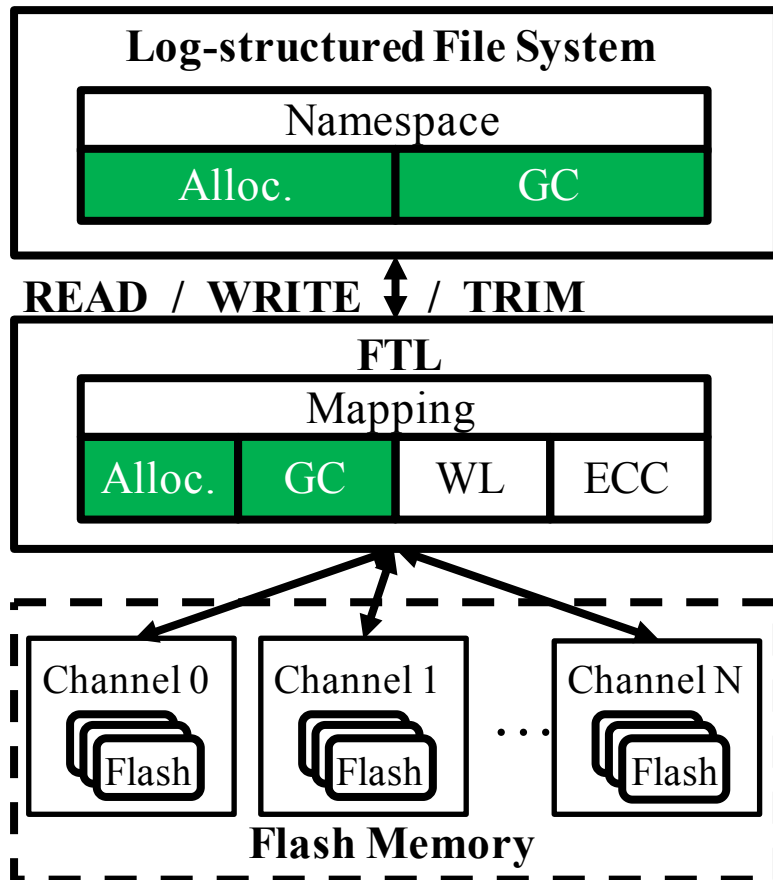 Log-structured File System
Namespace
Alloc. GC
READ / WRITE / TRIM
FTL
Mapping
Alloc. GC WL ECC
Channel 0 Channel 1 Channel N
Flash Flash ... Flash
Flash Memory